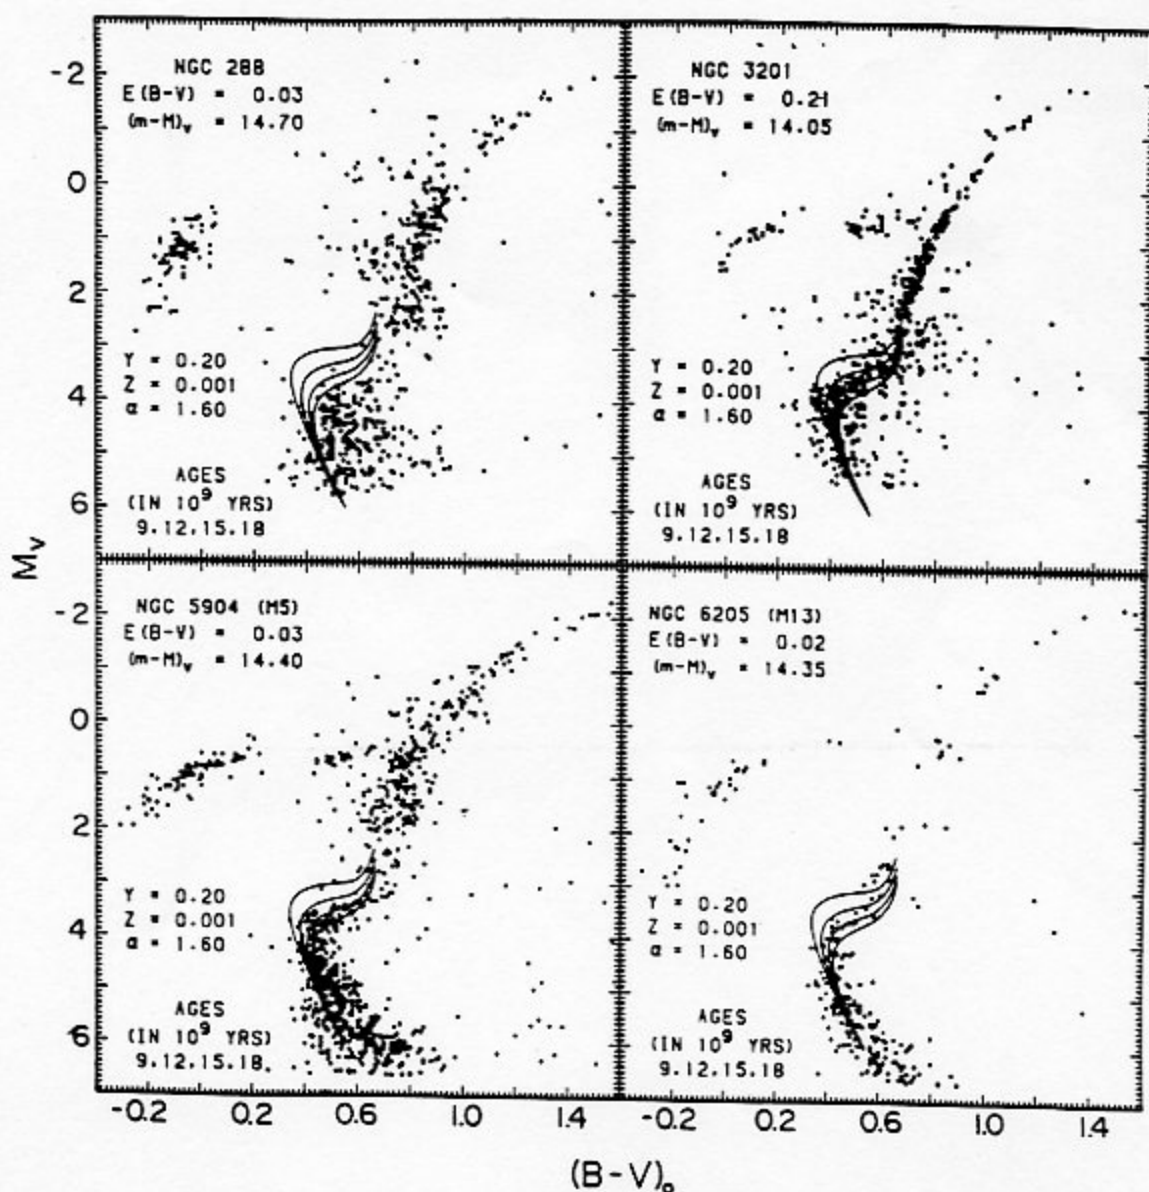 NGC 288
E(B-V) = 0.03
(m-M)ᵥ = 14.70
Y = 0.20
Z = 0.001
α = 1.60
AGES
(IN 10⁹ YRS)
9.12.15.18
NGC 3201
E(B-V) = 0.21
(m-M)ᵥ = 14.05
Y = 0.20
Z = 0.001
α = 1.60
AGES
(IN 10⁹ YRS)
9.12.15.18
NGC 5904 (M5)
E(B-V) = 0.03
(m-M)ᵥ = 14.40
Y = 0.20
Z = 0.001
α = 1.60
AGES
(IN 10⁹ YRS)
9.12.15.18
NGC 6205 (M13)
E(B-V) = 0.02
(m-M)ᵥ = 14.35
Y = 0.20
Z = 0.001
α = 1.60
AGES
(IN 10⁹ YRS)
9.12.15.18
-2
0
2
4
6
-2
0
2
4
6
Mᵥ
-0.2 0.2 0.6 1.0 1.4
-0.2 0.2 0.6 1.0 1.4
(B-V)₀